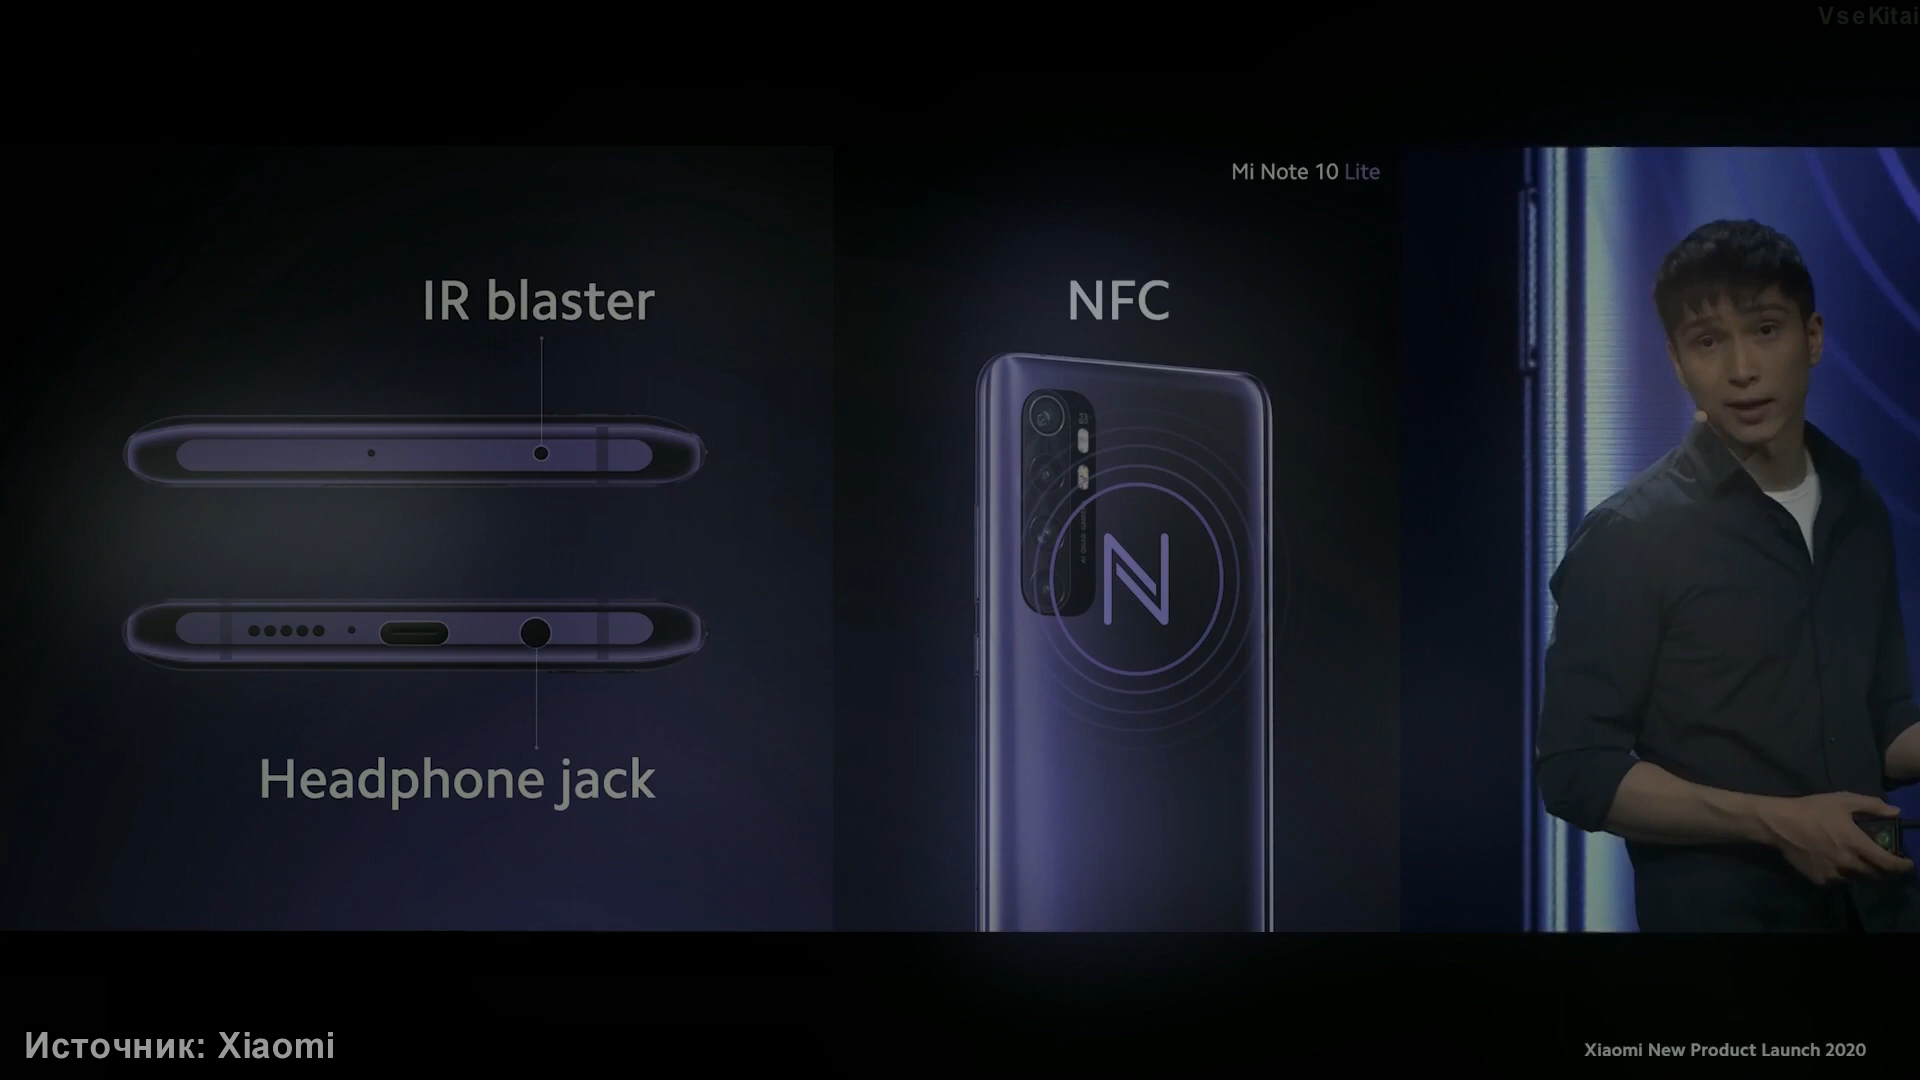 VseKitai
Mi Note 10 Lite
IR blaster
NFC
N
Headphone jack
Источник: Xiaomi
Xiaomi New Product Launch 2020